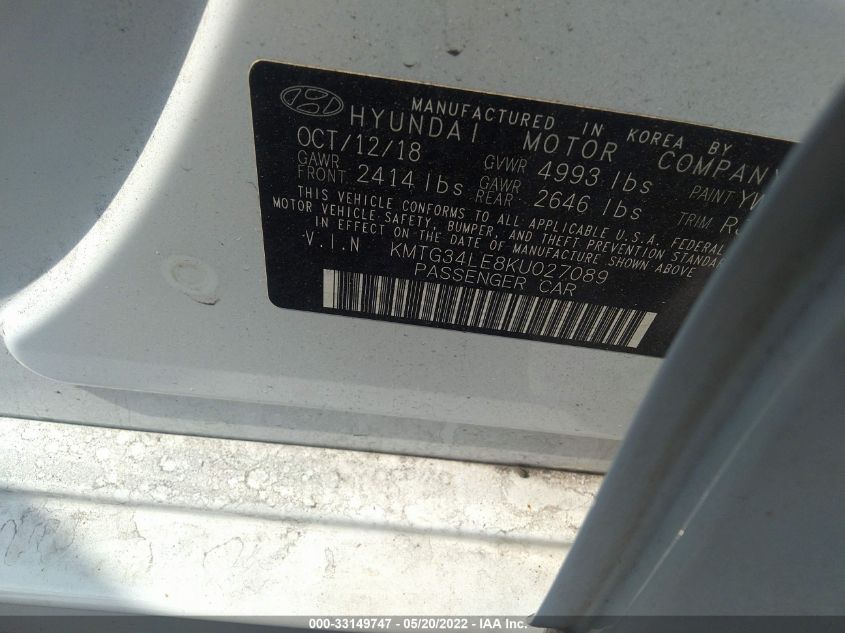 MANUFACTURED IN KOREA BY
HYUNDAI MOTOR COMPANY
OCT/12/18 GVWR 4993 lbs PAINT
GAWR FRONT 2414 lbs GAWR REAR 2646 lbs TRIM
THIS VEHICLE CONFORMS TO ALL APPLICABLE U.S.A. FEDERAL
MOTOR VEHICLE SAFETY, BUMPER, AND THEFT PREVENTION STANDAR
IN EFFECT ON THE DATE OF MANUFACTURE SHOWN ABOVE
V.I.N KMTG34LE8KU027089
PASSENGER CAR
000-33149747 - 05/20/2022 - IAA Inc.